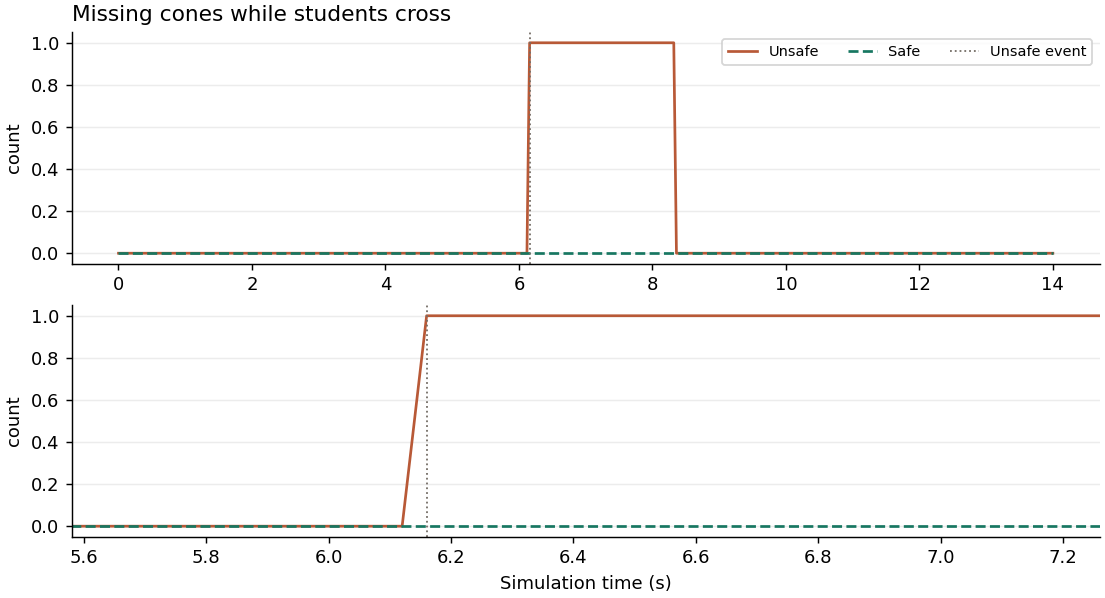 Missing cones while students cross
Unsafe Safe Unsafe event
1.0
0.8
0.6
0.4
0.2
0.0
count
0 2 4 6 8 10 12 14
1.0
0.8
0.6
0.4
0.2
0.0
count
5.6 5.8 6.0 6.2 6.4 6.6 6.8 7.0 7.2
Simulation time (s)